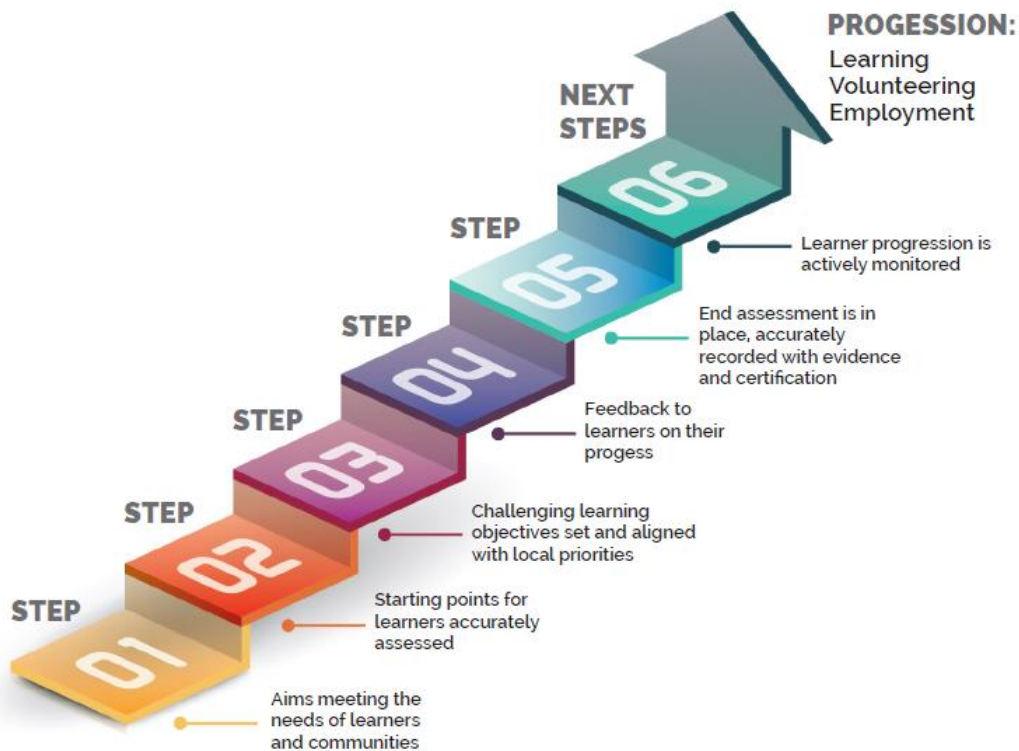 PROGESSION:
Learning
Volunteering
Employment
NEXT
STEPS
06
Learner progression is
actively monitored
STEP
05
End assessment is in
place, accurately
recorded with evidence
and certification
STEP
04
Feedback to
learners on their
progess
STEP
03
Challenging learning
objectives set and aligned
with local priorities
STEP
02
Starting points for
learners accurately
assessed
STEP
01
Aims meeting the
needs of learners
and communities